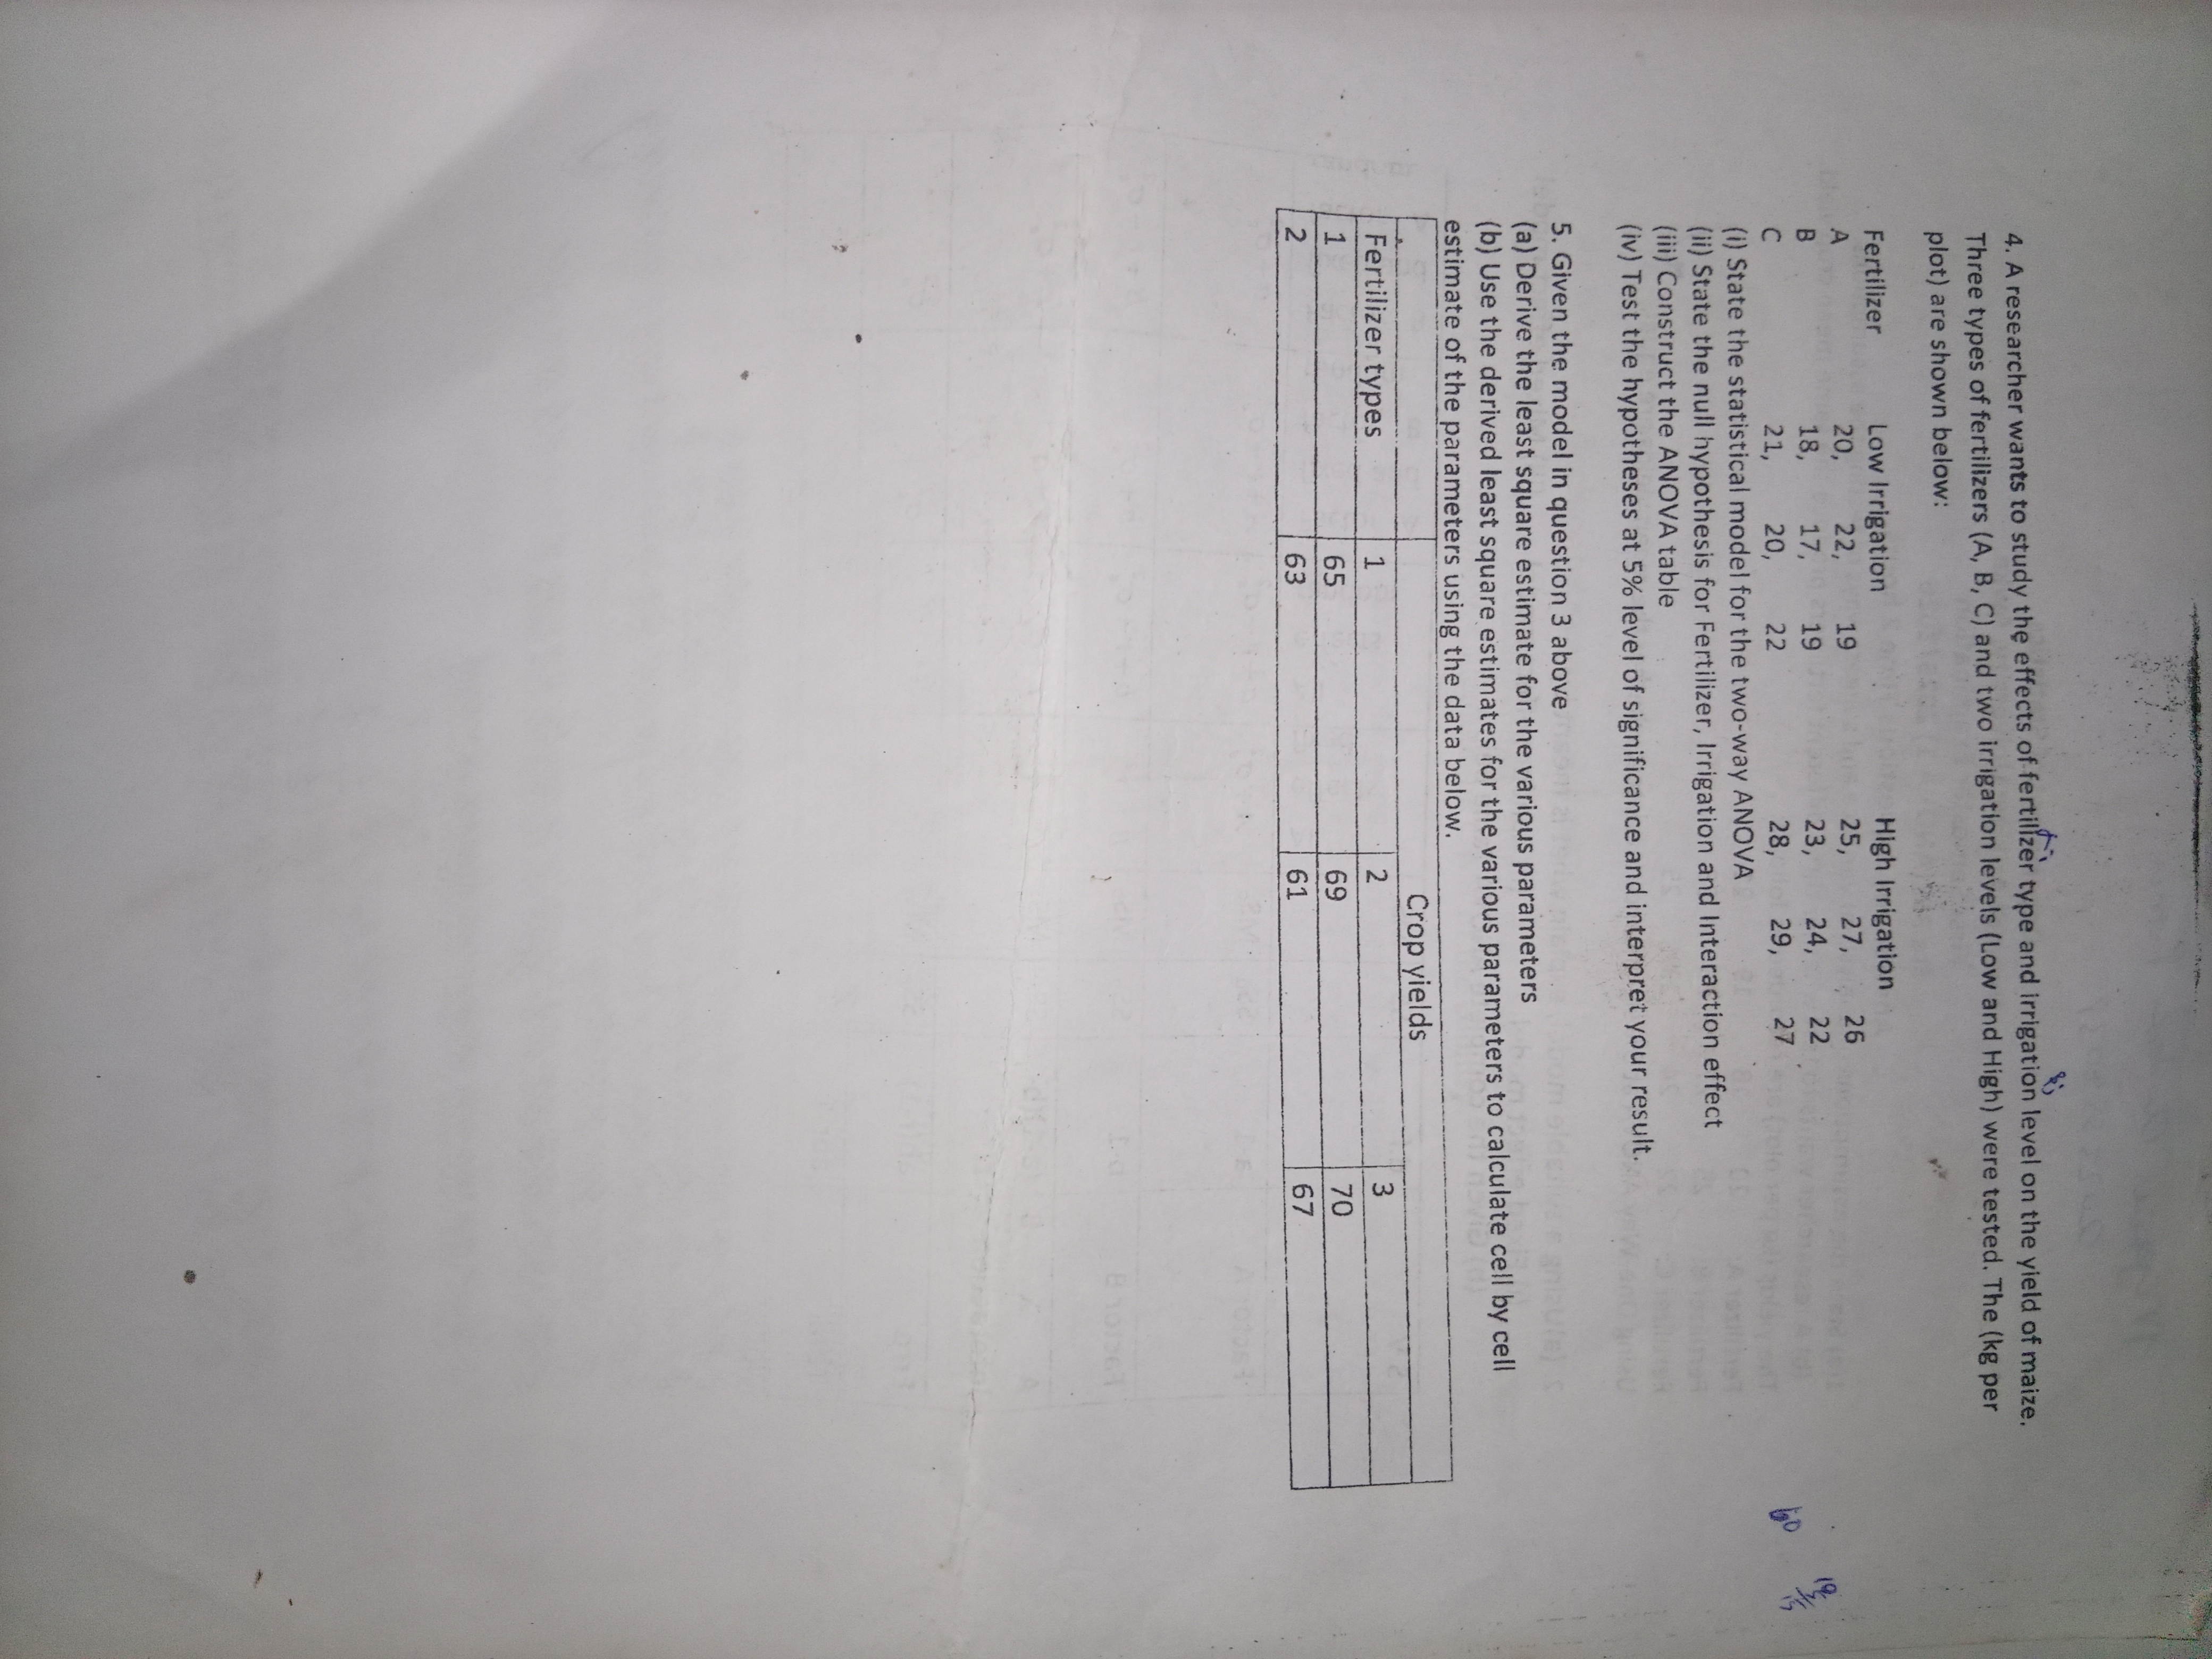 4. A researcher wants to study the effects of fertilizer type and irrigation level on the yield of maize.
Three types of fertilizers (A, B, C) and two irrigation levels (Low and High) were tested. The (kg per
plot) are shown below:
Fertilizer Low Irrigation High Irrigation
A 20, 22, 19 25, 27, 26
B 18, 17, 19 23, 24, 22
C 21, 20, 22 28, 29, 27
(i) State the statistical model for the two-way ANOVA
(ii) State the null hypothesis for Fertilizer, Irrigation and Interaction effect
(iii) Construct the ANOVA table
(iv) Test the hypotheses at 5% level of significance and interpret your result.
5. Given the model in question 3 above
(a) Derive the least square estimate for the various parameters
(b) Use the derived least square estimates for the various parameters to calculate cell by cell
estimate of the parameters using the data below.
Crop yields
Fertilizer types 1 2 3
1 65 69 70
2 63 61 67
60